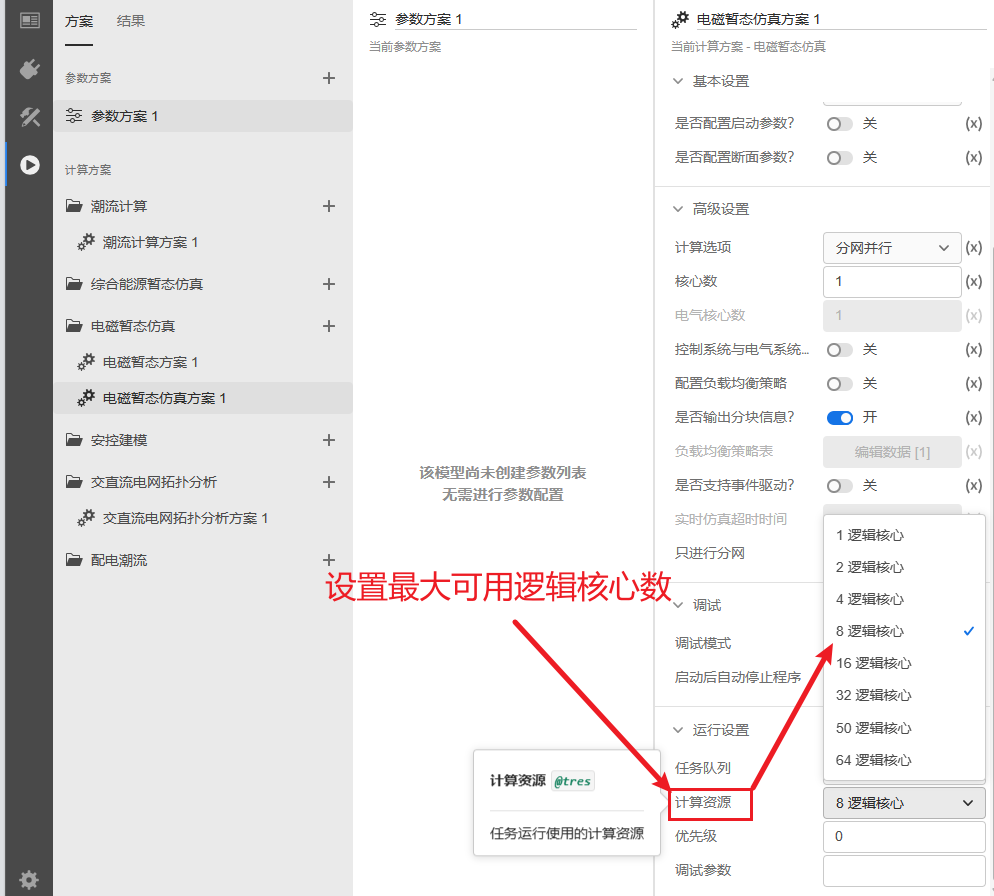 方案 结果
参数方案
参数方案 1
计算方案
潮流计算
潮流计算方案 1
综合能源暂态仿真
电磁暂态仿真
电磁暂态方案 1
电磁暂态仿真方案 1
安控建模
交直流电网拓扑分析
交直流电网拓扑分析方案 1
配电潮流
参数方案 1
当前参数方案
该模型尚未创建参数列表
无需进行参数配置
设置最大可用逻辑核心数
计算资源 @tres
任务运行使用的计算资源
电磁暂态仿真方案 1
当前计算方案 - 电磁暂态仿真
基本设置
是否配置启动参数? 关 (x)
是否配置断面参数? 关 (x)
高级设置
计算选项 分网并行 (x)
核心数 1 (x)
电气核心数 1 (x)
控制系统与电气系统... 关 (x)
配置负载均衡策略 关 (x)
是否输出分块信息? 开 (x)
负载均衡策略表 编辑数据 [1] (x)
是否支持事件驱动? 关 (x)
实时仿真超时时间
只进行分网
调试
调试模式
启动后自动停止程序
运行设置
任务队列
1 逻辑核心
2 逻辑核心
4 逻辑核心
8 逻辑核心
16 逻辑核心
32 逻辑核心
50 逻辑核心
64 逻辑核心
计算资源 8 逻辑核心
优先级 0
调试参数